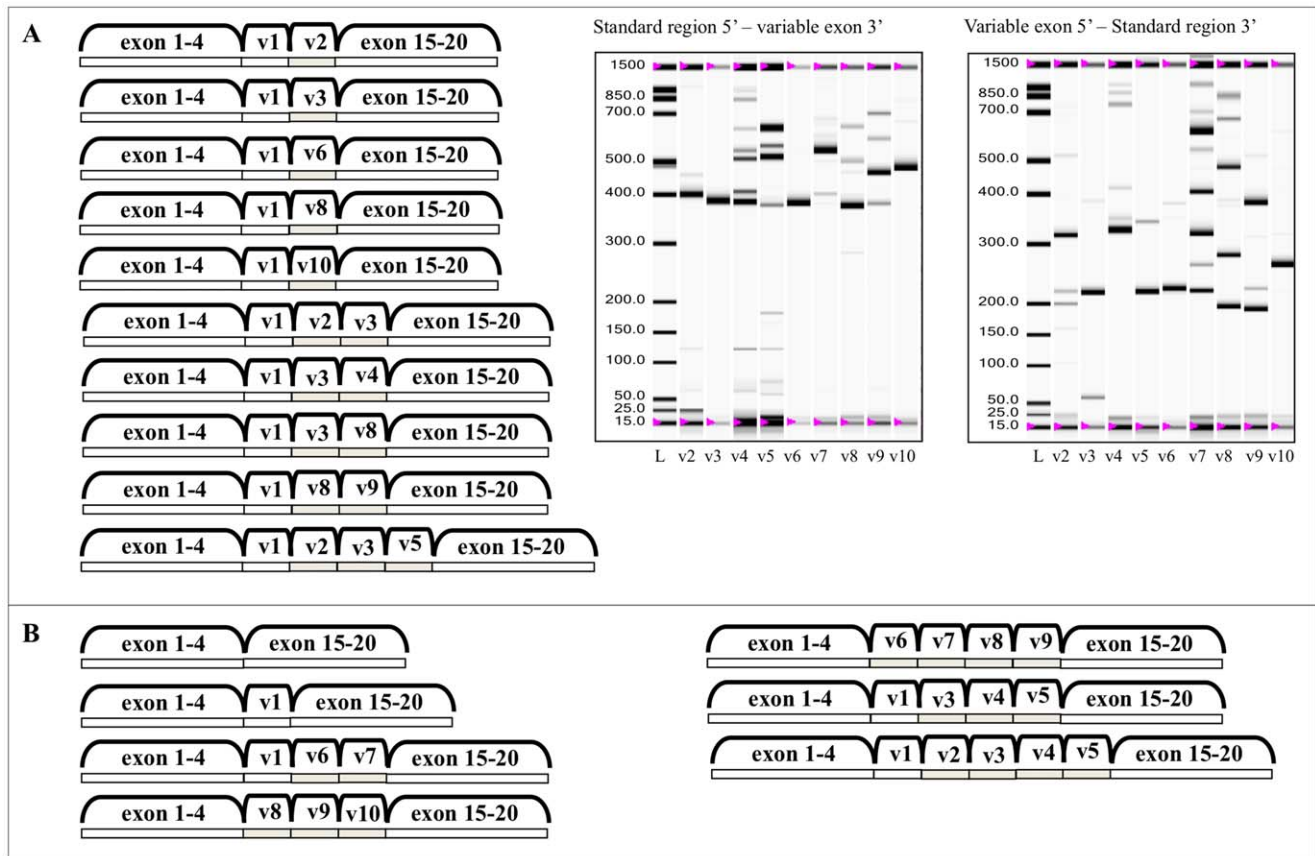 A
exon 1-4 v1 v2 exon 15-20
exon 1-4 v1 v3 exon 15-20
exon 1-4 v1 v6 exon 15-20
exon 1-4 v1 v8 exon 15-20
exon 1-4 v1 v10 exon 15-20
exon 1-4 v1 v2 v3 exon 15-20
exon 1-4 v1 v3 v4 exon 15-20
exon 1-4 v1 v3 v8 exon 15-20
exon 1-4 v1 v8 v9 exon 15-20
exon 1-4 v1 v2 v3 v5 exon 15-20
Standard region 5’ – variable exon 3’
1500
850.0
700.0
500.0
400.0
300.0
200.0
150.0
100.0
50.0
25.0
15.0
L v2 v3 v4 v5 v6 v7 v8 v9 v10
Variable exon 5’ – Standard region 3’
1500
850.0
700.0
500.0
400.0
300.0
200.0
150.0
100.0
50.0
25.0
15.0
L v2 v3 v4 v5 v6 v7 v8 v9 v10
B
exon 1-4 exon 15-20
exon 1-4 v1 exon 15-20
exon 1-4 v1 v6 v7 exon 15-20
exon 1-4 v8 v9 v10 exon 15-20
exon 1-4 v6 v7 v8 v9 exon 15-20
exon 1-4 v1 v3 v4 v5 exon 15-20
exon 1-4 v1 v2 v3 v4 v5 exon 15-20